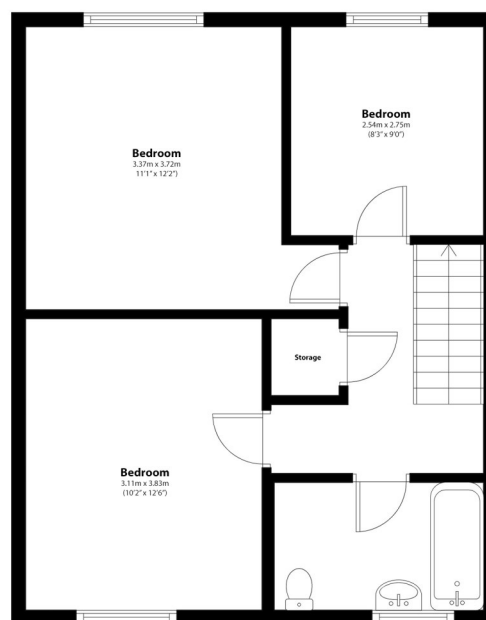 Bedroom
3.37m x 3.72m
11'1" x 12'2")
Bedroom
2.54m x 2.75m
(8'3" x 9'0")
Storage
Bedroom
3.11m x 3.83m
(10'2" x 12'6")